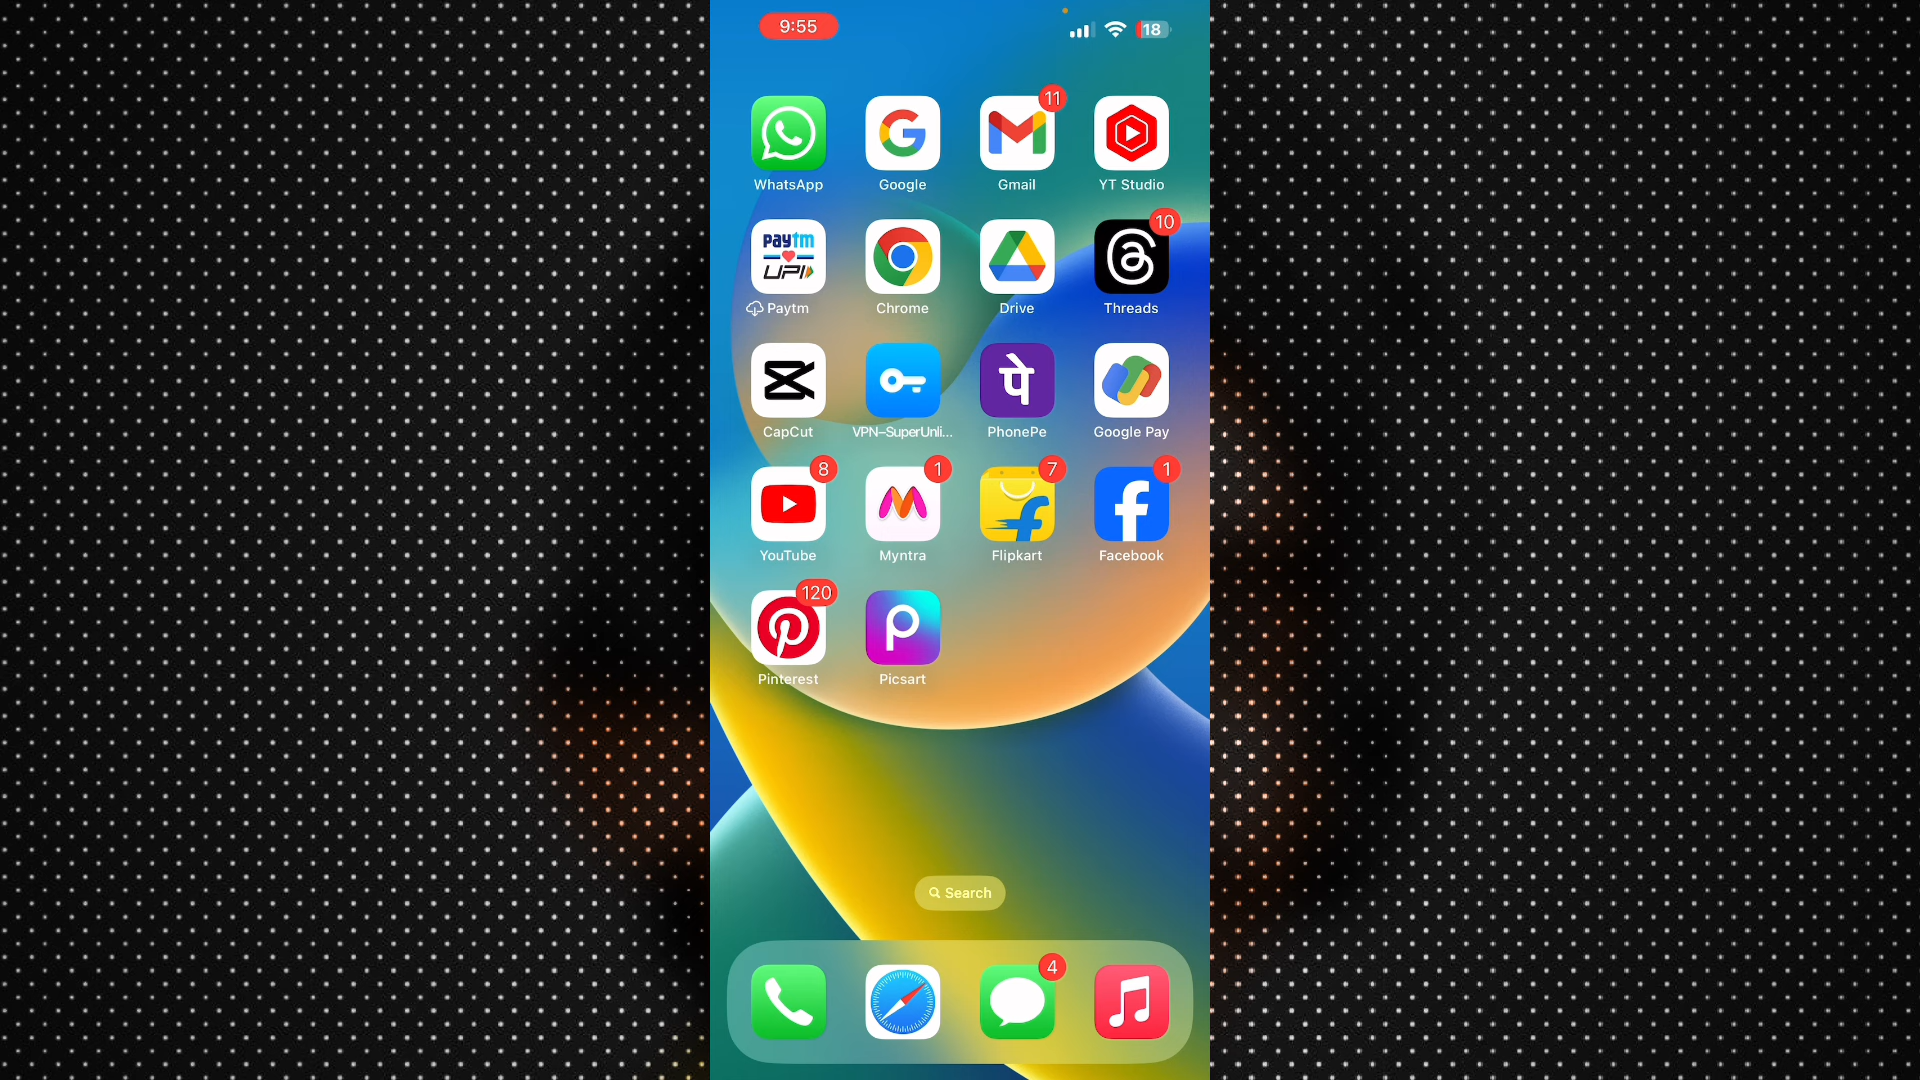 9:55
18
11
WhatsApp Google Gmail YT Studio
paytm
UPI
10
Paytm Chrome Drive Threads
पे
CapCut VPN–SuperUnli... PhonePe Google Pay
8 1 7 1
YouTube Myntra Flipkart Facebook
120
Pinterest Picsart
Search
4